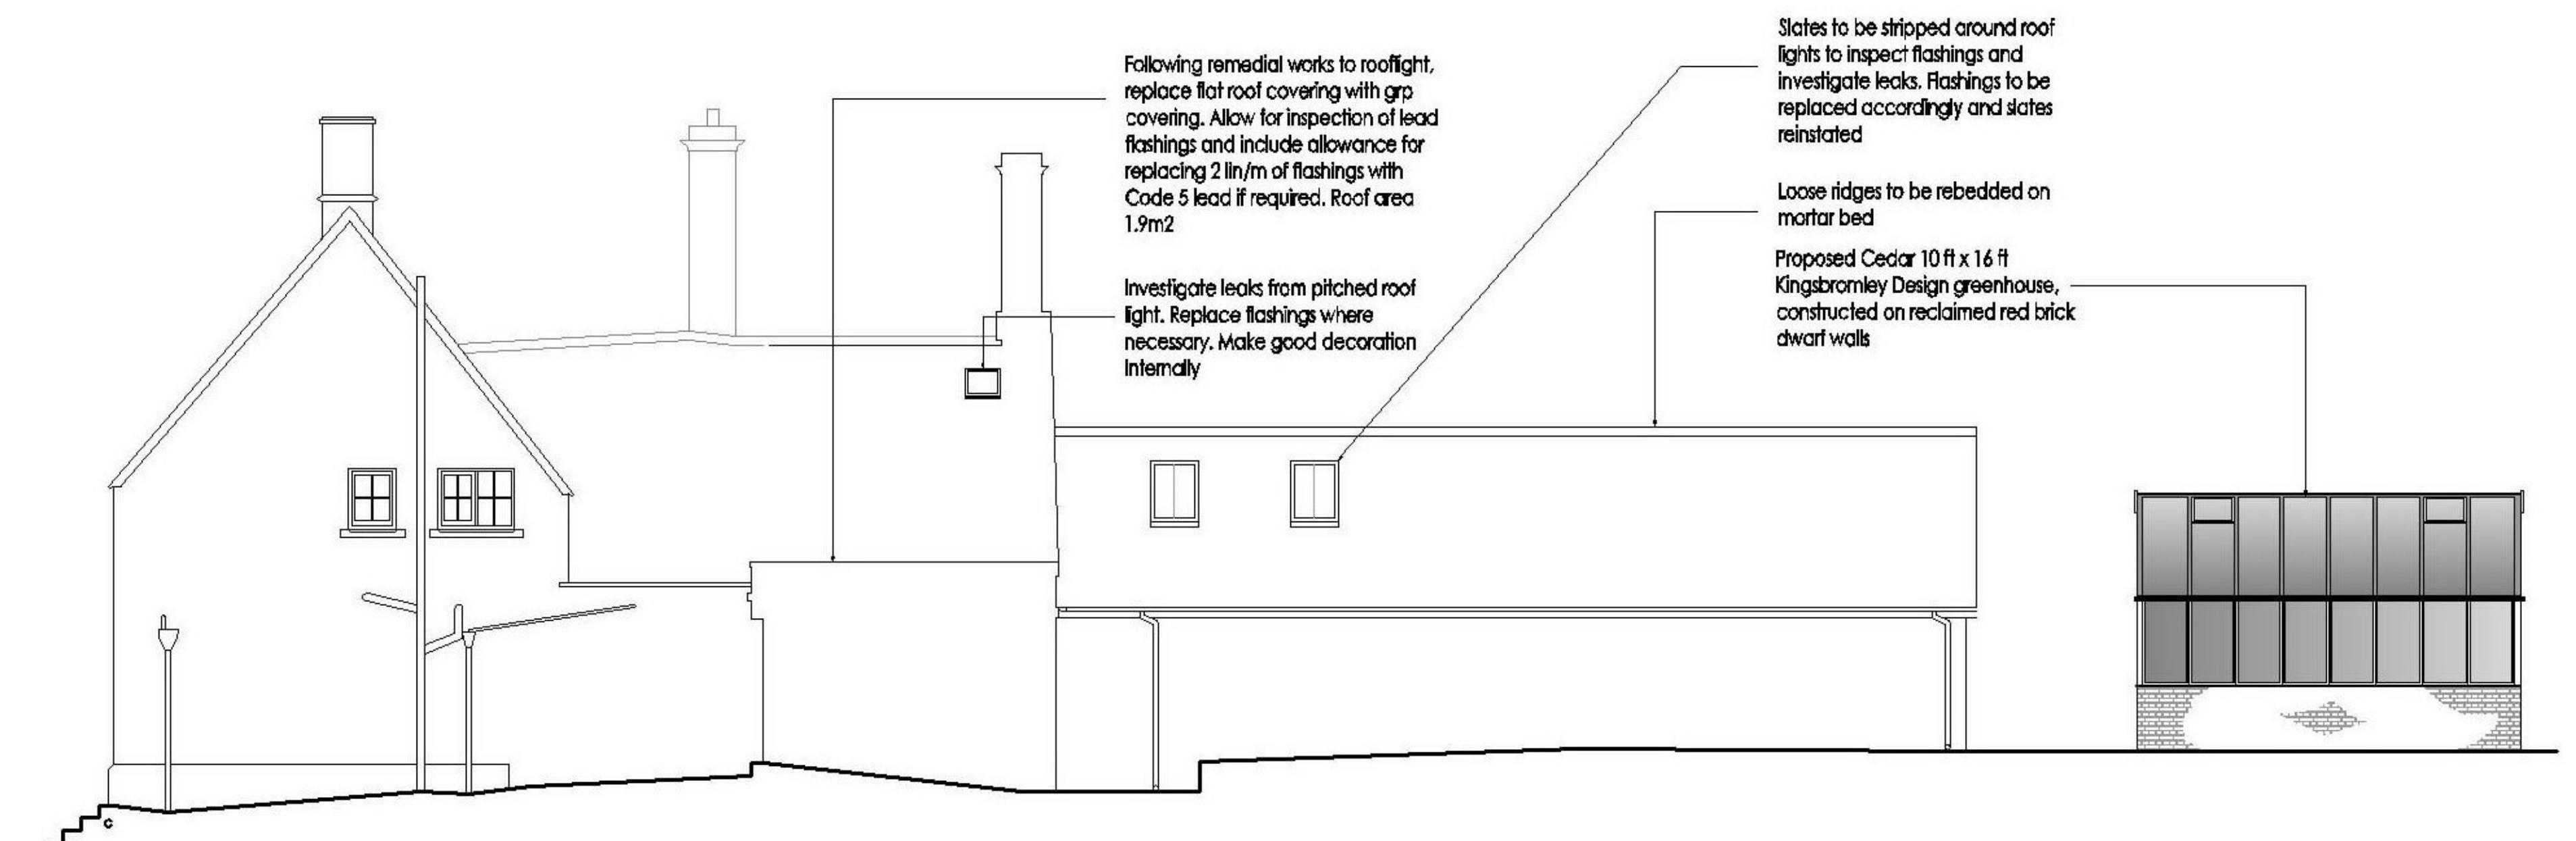 Following remedial works to rooflight,
replace flat roof covering with grp
covering. Allow for inspection of lead
flashings and include allowance for
replacing 2 lin/m of flashings with
Code 5 lead if required. Roof area
1.9m2
Investigate leaks from pitched roof
light. Replace flashings where
necessary. Make good decoration
Internally
Slates to be stripped around roof
lights to inspect flashings and
investigate leaks. Flashings to be
replaced accordingly and slates
reinstated
Loose ridges to be rebedded on
mortar bed
Proposed Cedar 10 ft x 16 ft
Kingsbromley Design greenhouse,
constructed on reclaimed red brick
dwarf walls
c